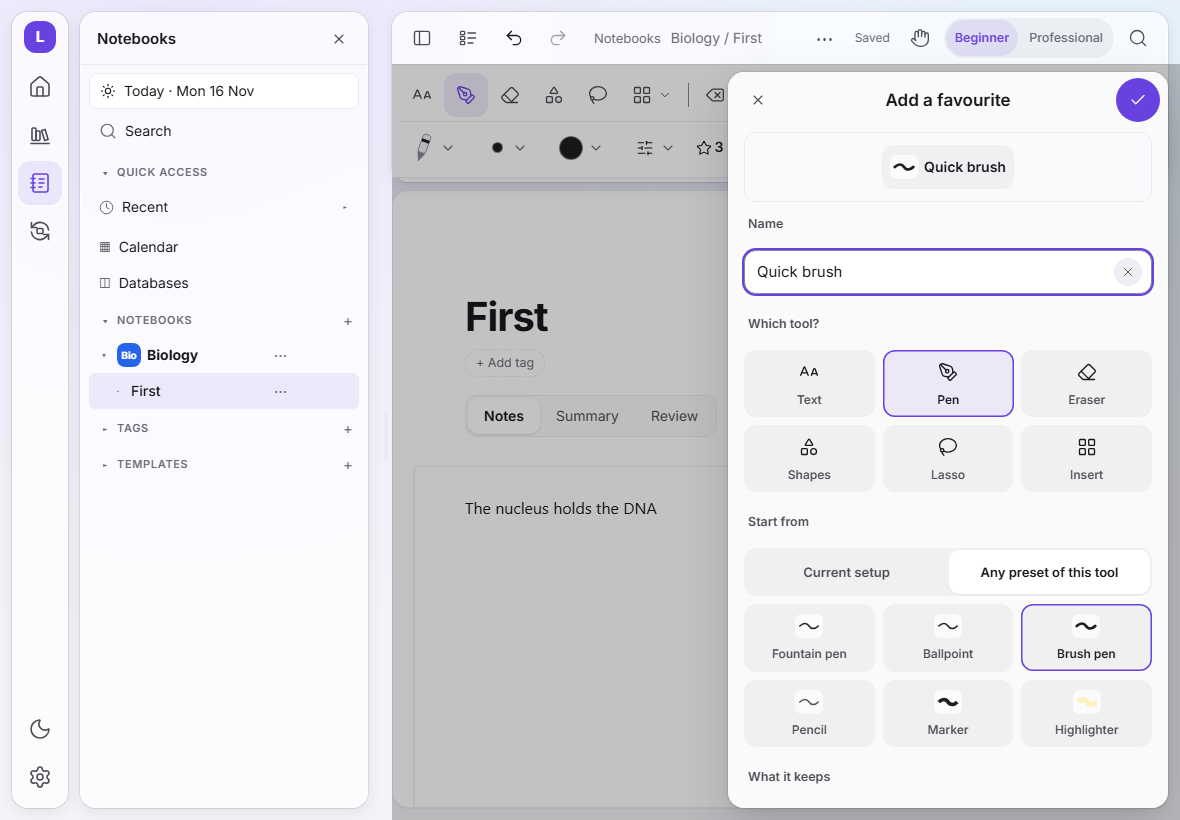 L
Notebooks
Today · Mon 16 Nov
Search
QUICK ACCESS
Recent
Calendar
Databases
NOTEBOOKS
Bio Biology
First
TAGS
TEMPLATES
Notebooks Biology / First
Saved
Beginner Professional
AA
3
First
+ Add tag
Notes Summary Review
The nucleus holds the DNA
Add a favourite
Quick brush
Name
Quick brush
Which tool?
AA
Text Pen Eraser
Shapes Lasso Insert
Start from
Current setup Any preset of this tool
Fountain pen Ballpoint Brush pen
Pencil Marker Highlighter
What it keeps